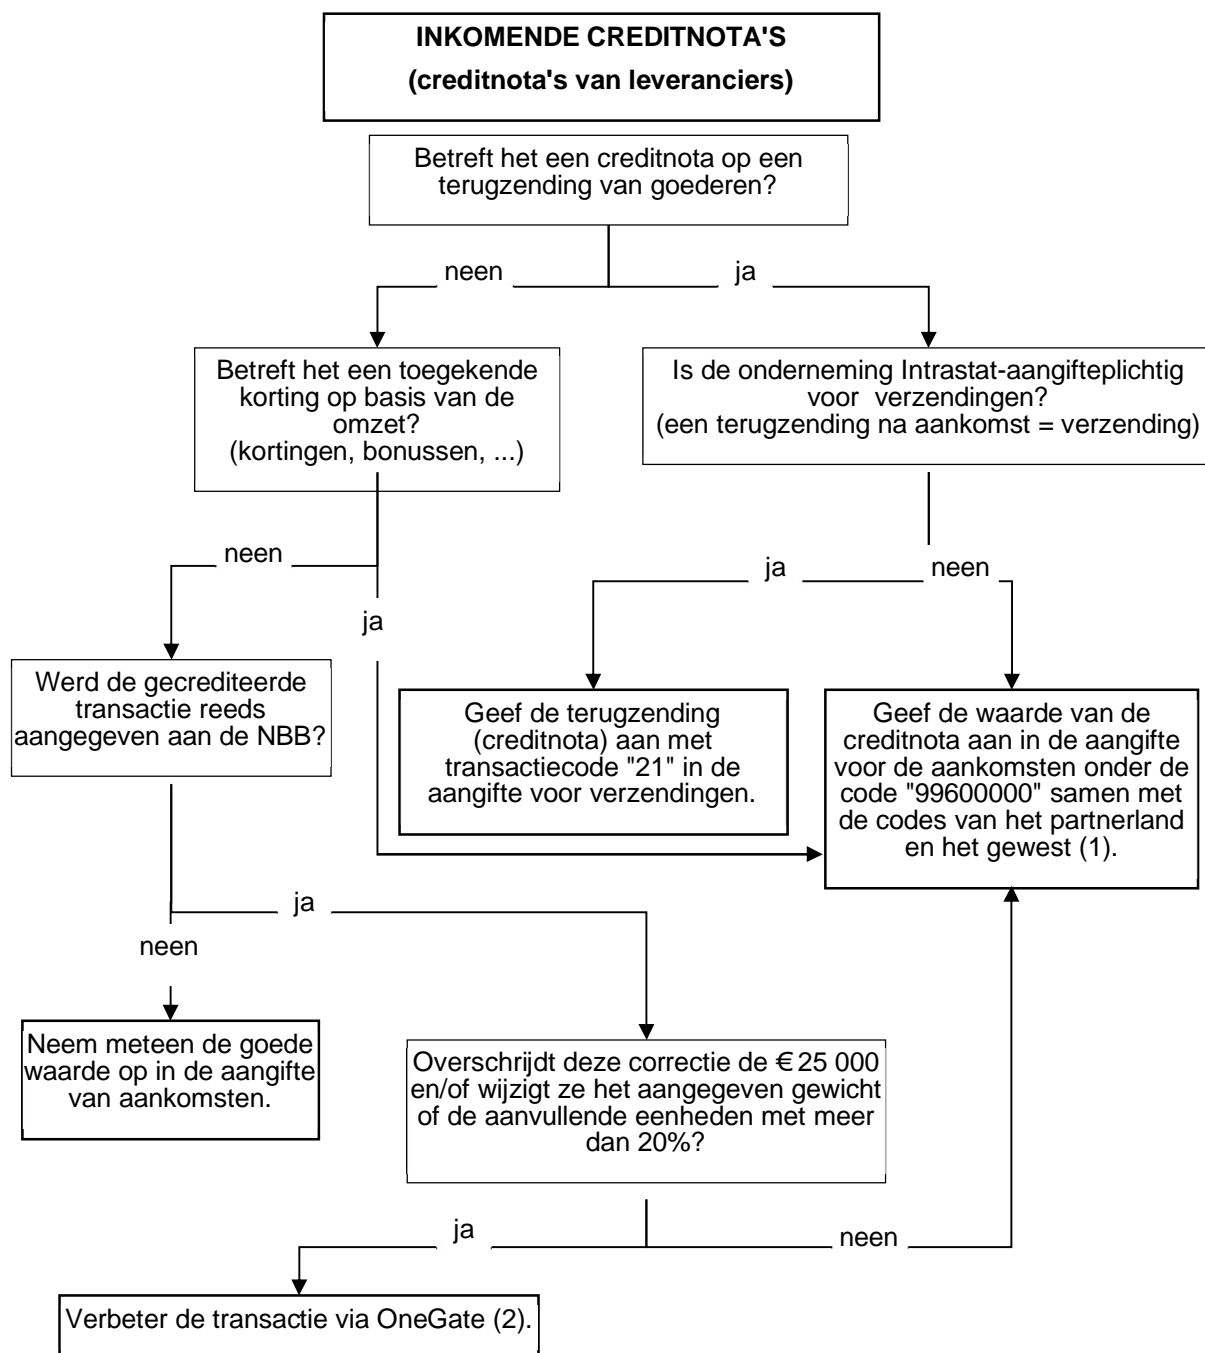 INKOMENDE CREDITNOTA'S
(creditnota's van leveranciers)
Betreft het een creditnota op een
terugzending van goederen?
neen
ja
Betreft het een toegekende
korting op basis van de
omzet?
(kortingen, bonussen, ...)
Is de onderneming Intrastat-aangifteplichtig
voor verzendingen?
(een terugzending na aankomst = verzending)
neen
ja
ja
neen
Werd de gecrediteerde
transactie reeds
aangegeven aan de NBB?
Geef de terugzending
(creditnota) aan met
transactiecode "21" in de
aangifte voor verzendingen.
Geef de waarde van de
creditnota aan in de aangifte
voor de aankomsten onder de
code "99600000" samen met
de codes van het partnerland
en het gewest (1).
ja
neen
Neem meteen de goede
waarde op in de aangifte
van aankomsten.
Overschrijdt deze correctie de € 25 000
en/of wijzigt ze het aangegeven gewicht
of de aanvullende eenheden met meer
dan 20%?
ja
neen
Verbeter de transactie via OneGate (2).